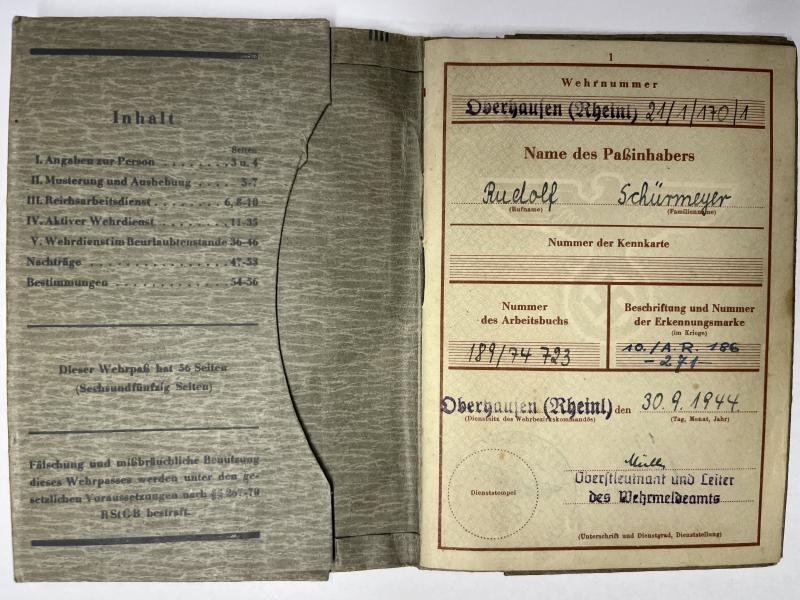 Inhalt
Seiten
I. Angaben zur Person ........ 3 u. 4
II. Musterung und Aushebung .... 5-7
III. Reichsarbeitsdienst ........ 6, 8-10
IV. Aktiver Wehrdienst ........ 11-35
V. Wehrdienst im Beurlaubtenstande 36-46
Nachträge ................ 47-53
Bestimmungen ............. 54-56
Dieser Wehrpaß hat 56 Seiten
(Sechsundfünfzig Seiten)
Fälschung und mißbräuchliche Benutzung
dieses Wehrpasses werden unter den ge-
setzlichen Voraussetzungen nach §§ 267-70
RStGB bestraft.
1
Wehrnummer
Oberhausen (Rheinl) 21/1/170/1
Name des Paßinhabers
Rudolf Schürmeyer
(Rufname) (Familienname)
Nummer der Kennkarte
Nummer
des Arbeitsbuchs
189/74 723
Beschriftung und Nummer
der Erkennungsmarke
(im Kriege)
10./A.R. 186
-271-
Oberhausen (Rheinl) den 30.9.1944.
(Dienstsitz des Wehrbezirkskommandos) (Tag, Monat, Jahr)
Dienststempel
Oberstleutnant und Leiter
des Wehrmeldeamts
(Unterschrift und Dienstgrad, Dienststellung)